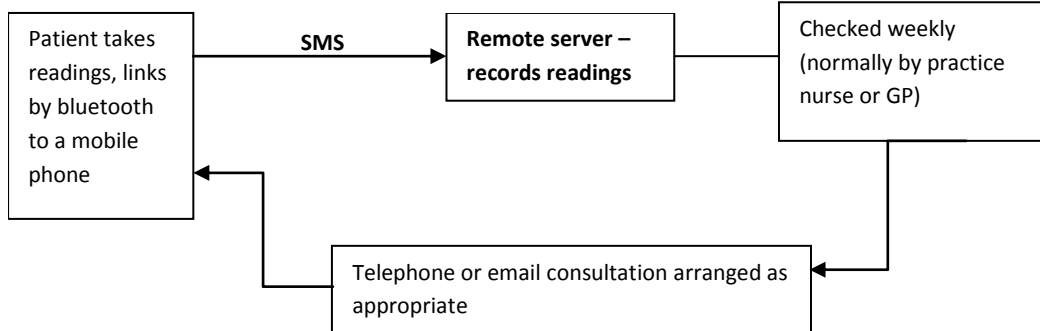 Patient takes
readings, links
by bluetooth
to a mobile
phone
SMS
Remote server –
records readings
Checked weekly
(normally by practice
nurse or GP)
Telephone or email consultation arranged as
appropriate